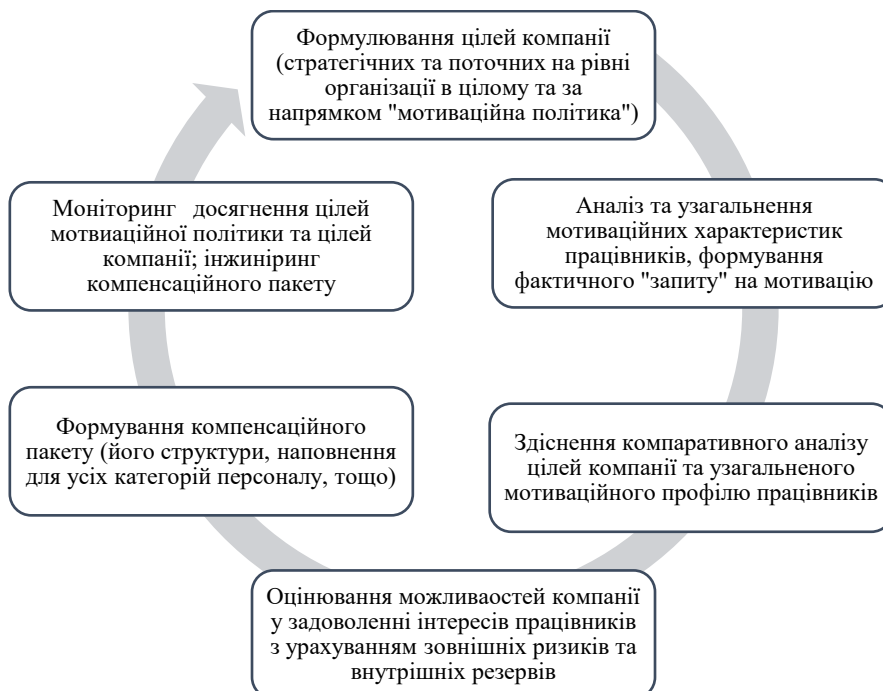 Формулювання цілей компанії
(стратегічних та поточних на рівні
організації в цілому та за
напрямком "мотиваційна політика")
Аналіз та узагальнення
мотиваційних характеристик
працівників, формування
фактичного "запиту" на мотивацію
Здіснення компаративного аналізу
цілей компанії та узагальненого
мотиваційного профілю працівників
Оцінювання можливаостей компанії
у задоволенні інтересів працівників
з урахуванням зовнішніх ризиків та
внутрішніх резервів
Формування компенсаційного
пакету (його структури, наповнення
для усіх категорій персоналу, тощо)
Моніторинг досягнення цілей
мотвиаційної політики та цілей
компанії; інжиніринг
компенсаційного пакету